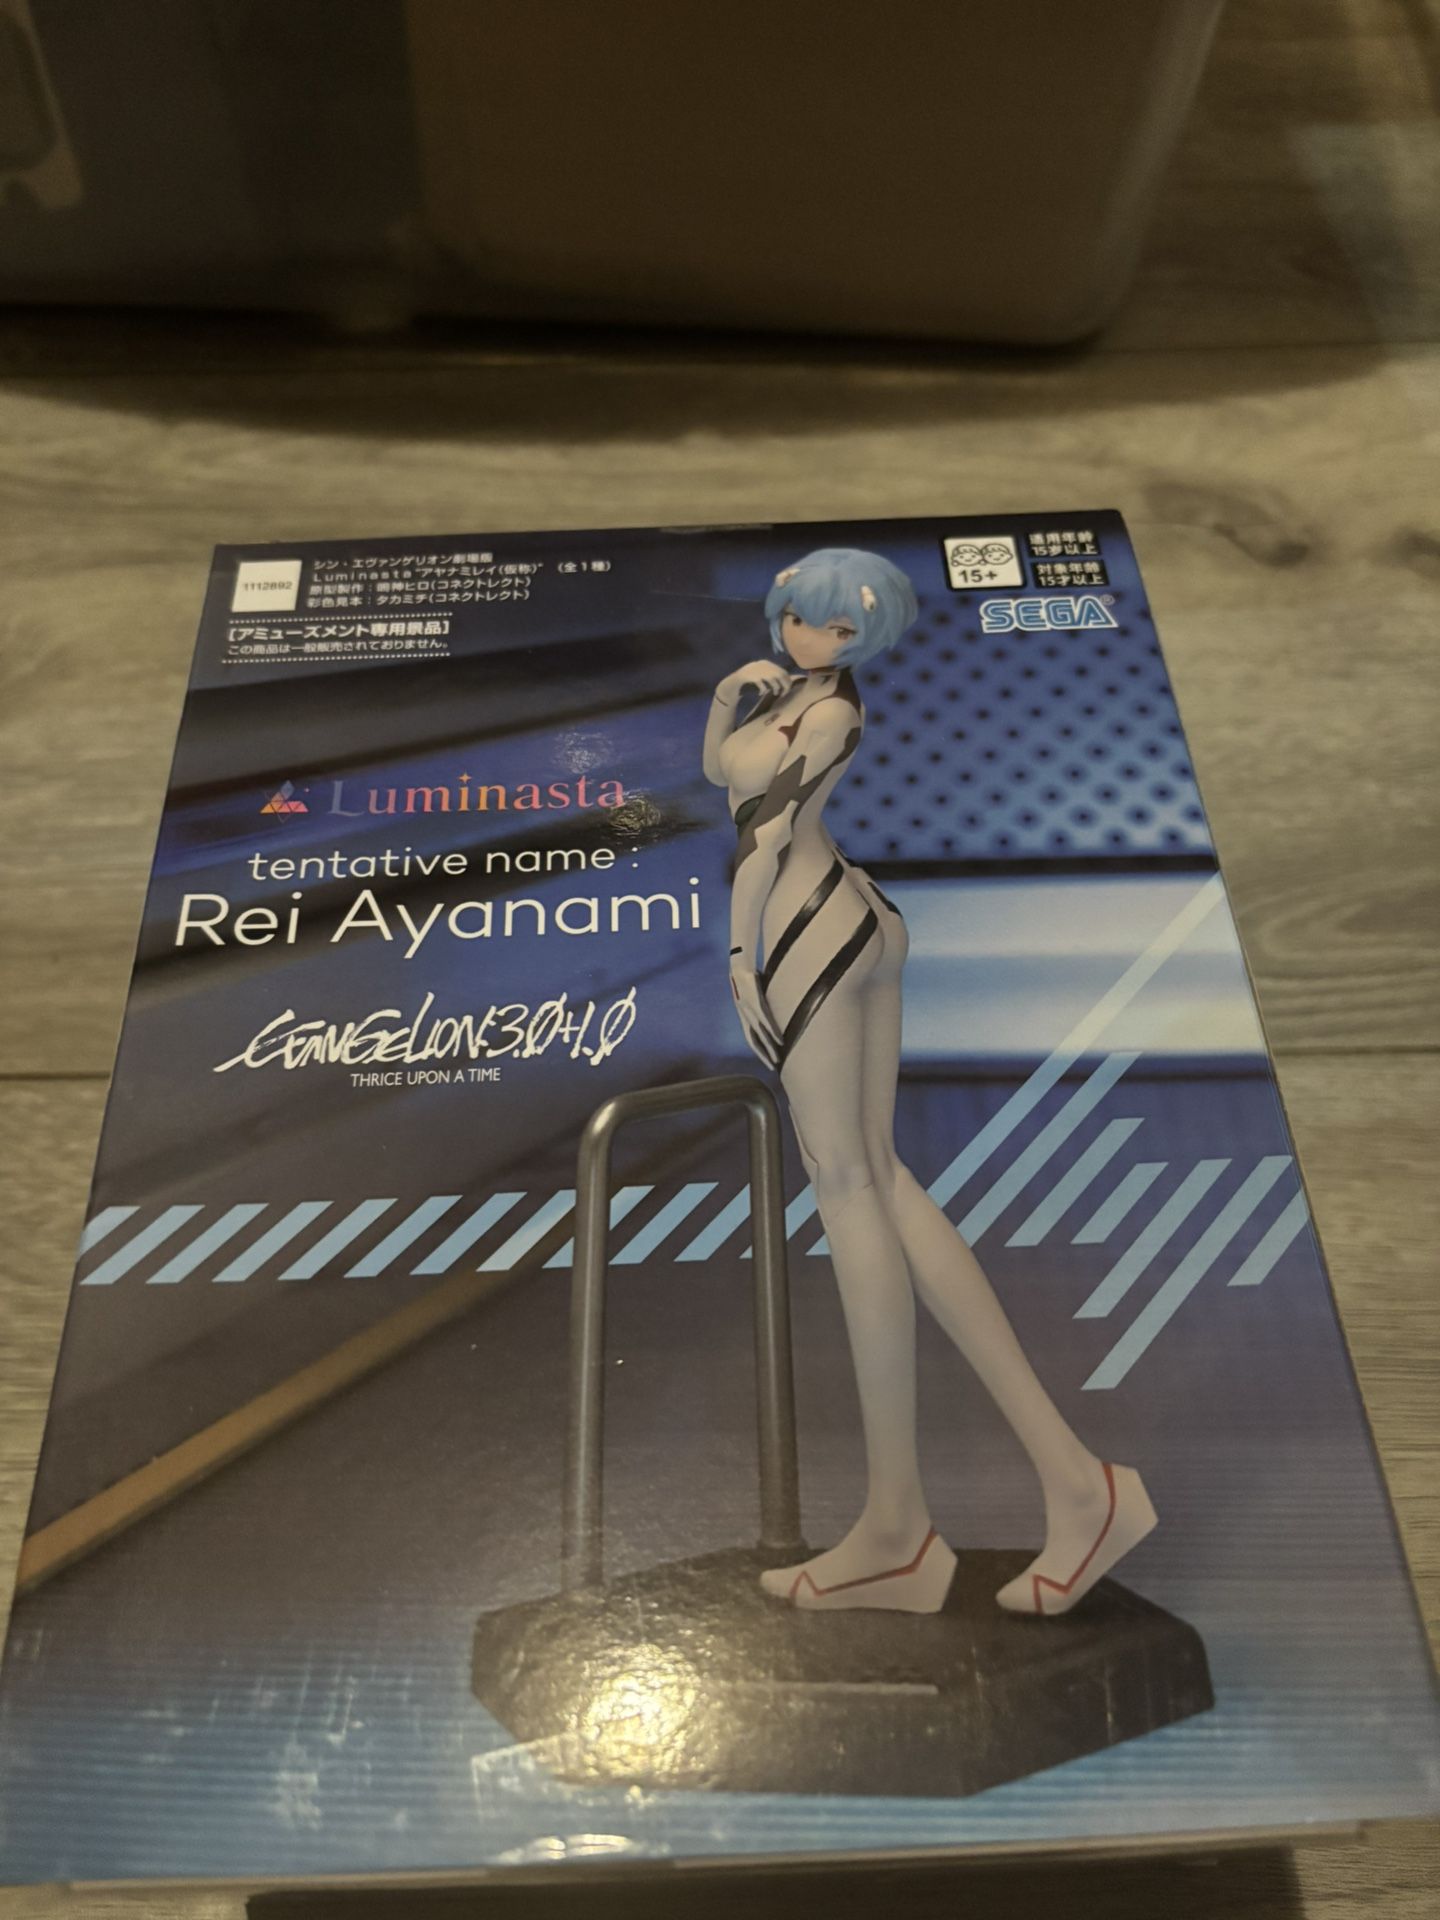 1112892
シン・エヴァンゲリオン劇場版
Luminasta "アヤナミレイ(仮称)" (全1種)
原型製作:鳴神ヒロ(コネクトレクト)
彩色見本:タカミチ(コネクトレクト)
[アミューズメント専用景品]
この商品は一般販売されておりません。
15+
适用年龄
15岁以上
対象年齢
15才以上
SEGA®
Luminasta
tentative name :
Rei Ayanami
EVANGELION:3.0+1.0
THRICE UPON A TIME